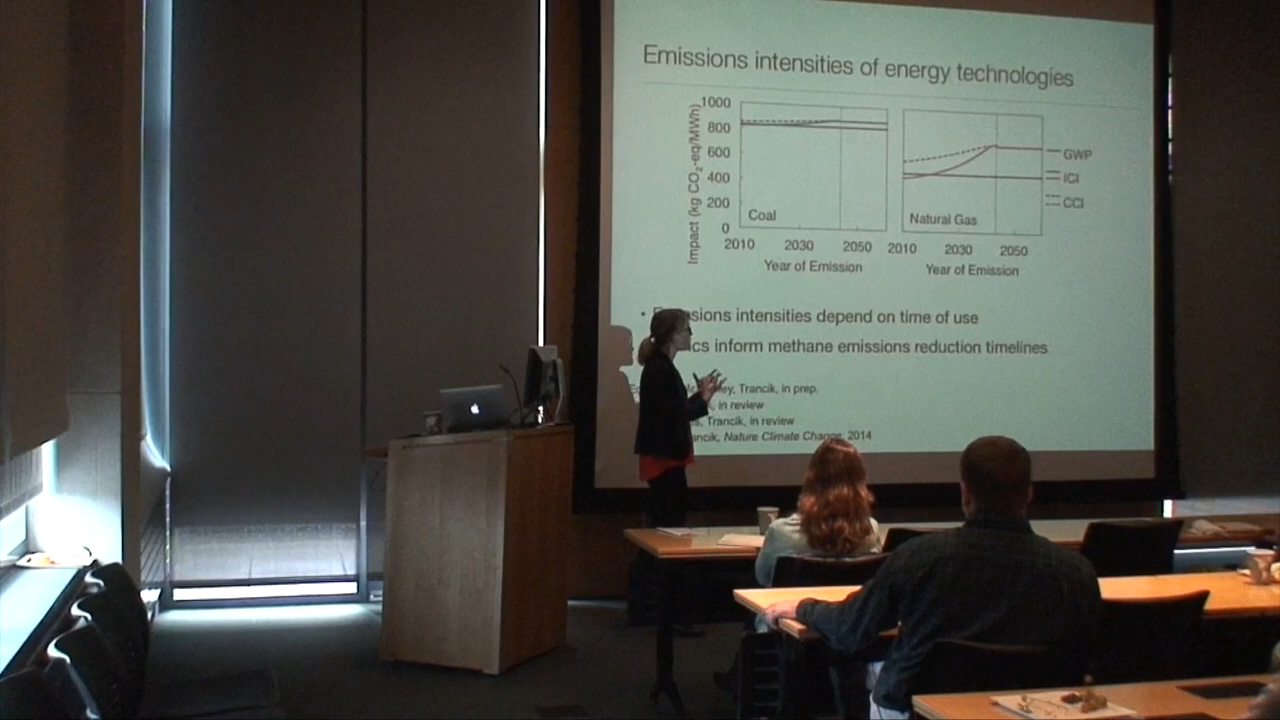 Emissions intensities of energy technologies
Impact (kg CO₂-eq/MWh)
1000
800
600
400
200
0
Coal
2010 2030 2050
Year of Emission
Natural Gas
2010 2030 2050
Year of Emission
GWP
ICI
CCI
• intensities depend on time of use
inform methane emissions reduction timelines
Trancik, in prep.
in review
Trancik, in review
Nature Climate Change, 2014